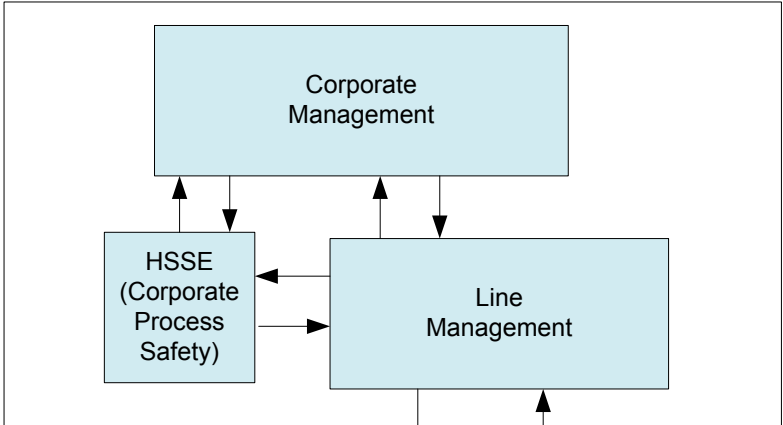 Corporate
Management
HSSE
(Corporate
Process
Safety)
Line
Management